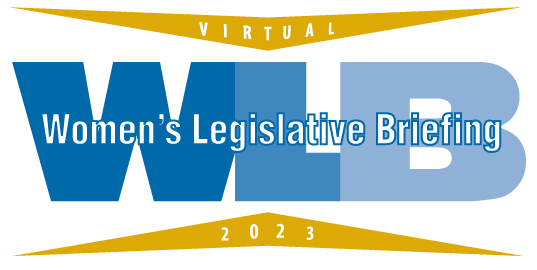 VIRTUAL
WLB
Women's Legislative Briefing
2023